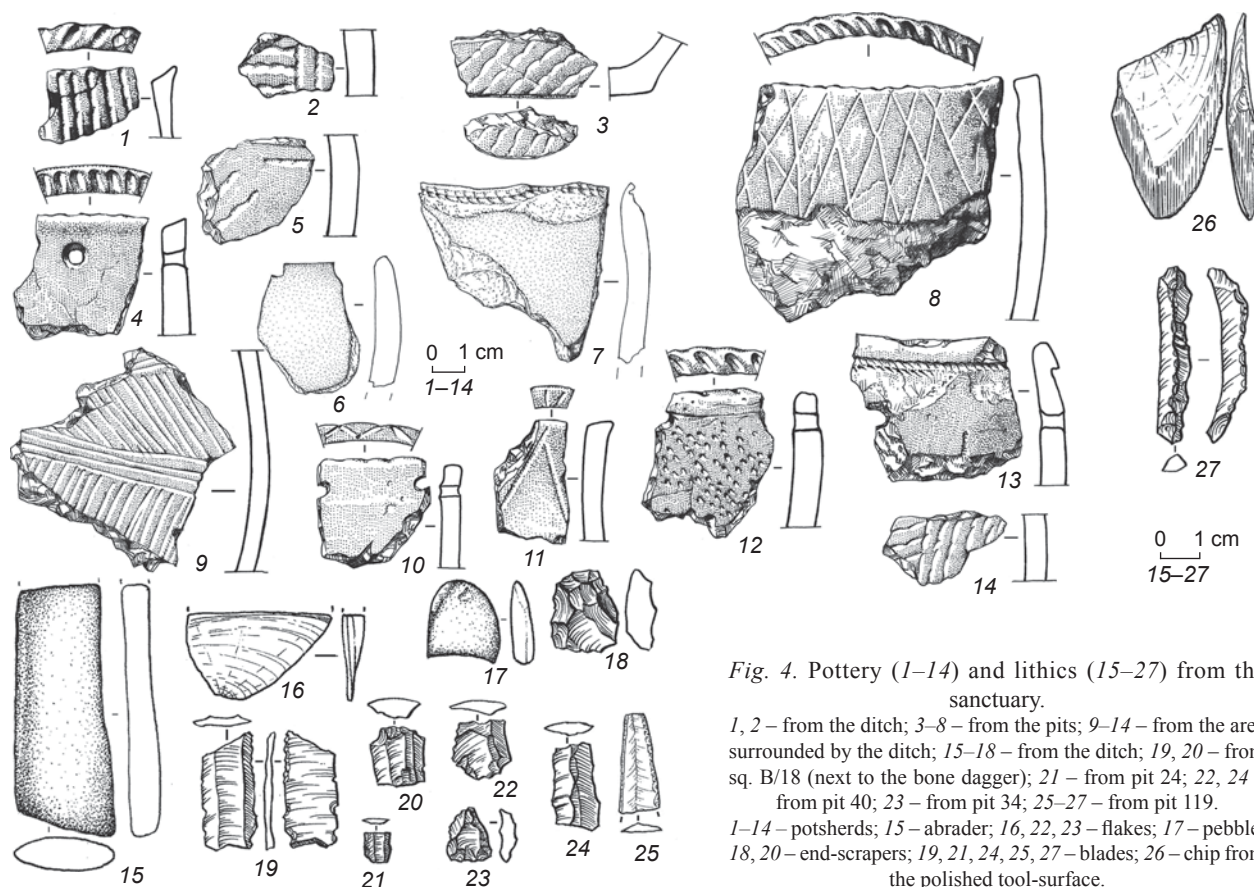 1
2
3
4
5
6
7
8
26
0 1 cm
1–14
9
10
11
12
13
14
27
0 1 cm
15–27
15
16
17
18
19
20
21
22
23
24
25
Fig. 4. Pottery (1–14) and lithics (15–27) from th
sanctuary.
1, 2 – from the ditch; 3–8 – from the pits; 9–14 – from the are
surrounded by the ditch; 15–18 – from the ditch; 19, 20 – fro
sq. B/18 (next to the bone dagger); 21 – from pit 24; 22, 24
from pit 40; 23 – from pit 34; 25–27 – from pit 119.
1–14 – potsherds; 15 – abrader; 16, 22, 23 – flakes; 17 – pebble
18, 20 – end-scrapers; 19, 21, 24, 25, 27 – blades; 26 – chip fro
the polished tool-surface.